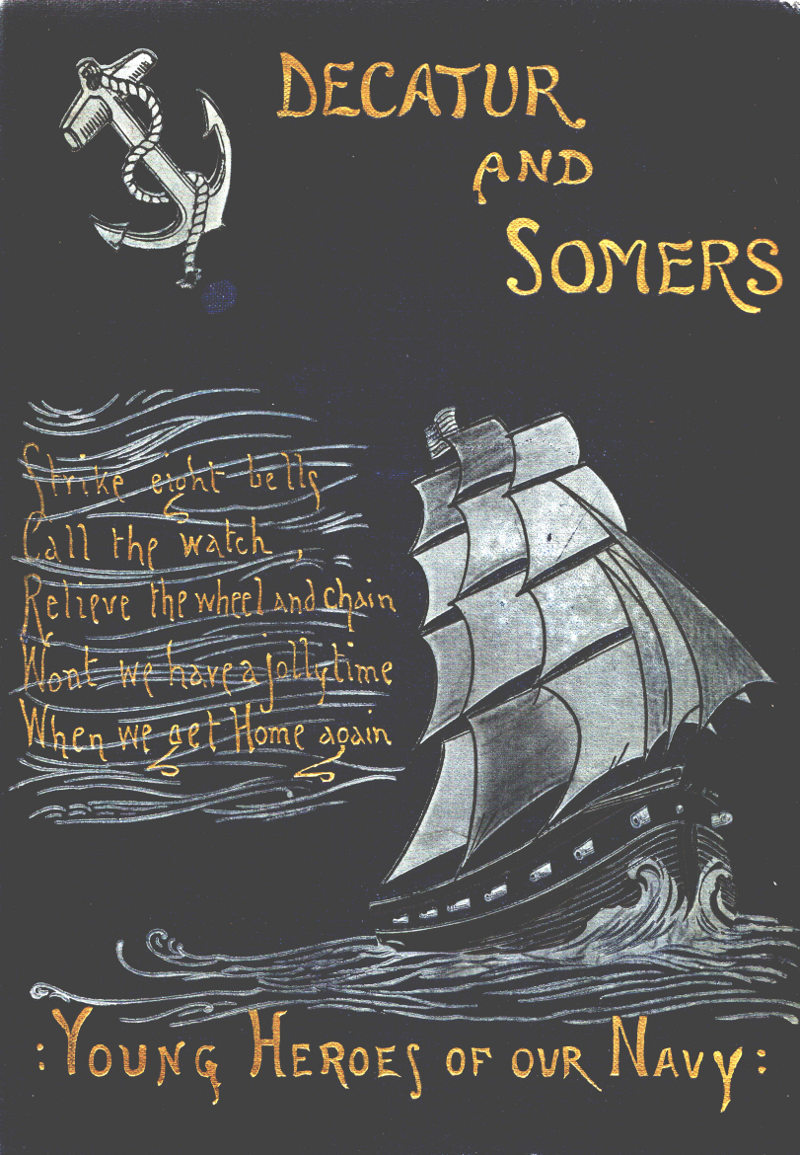 DECATUR
AND
SOMERS
Strike eight bells
Call the watch,
Relieve the wheel and chain
Wont we have a jolly time
When we get Home again
: YOUNG HEROES OF OUR NAVY :